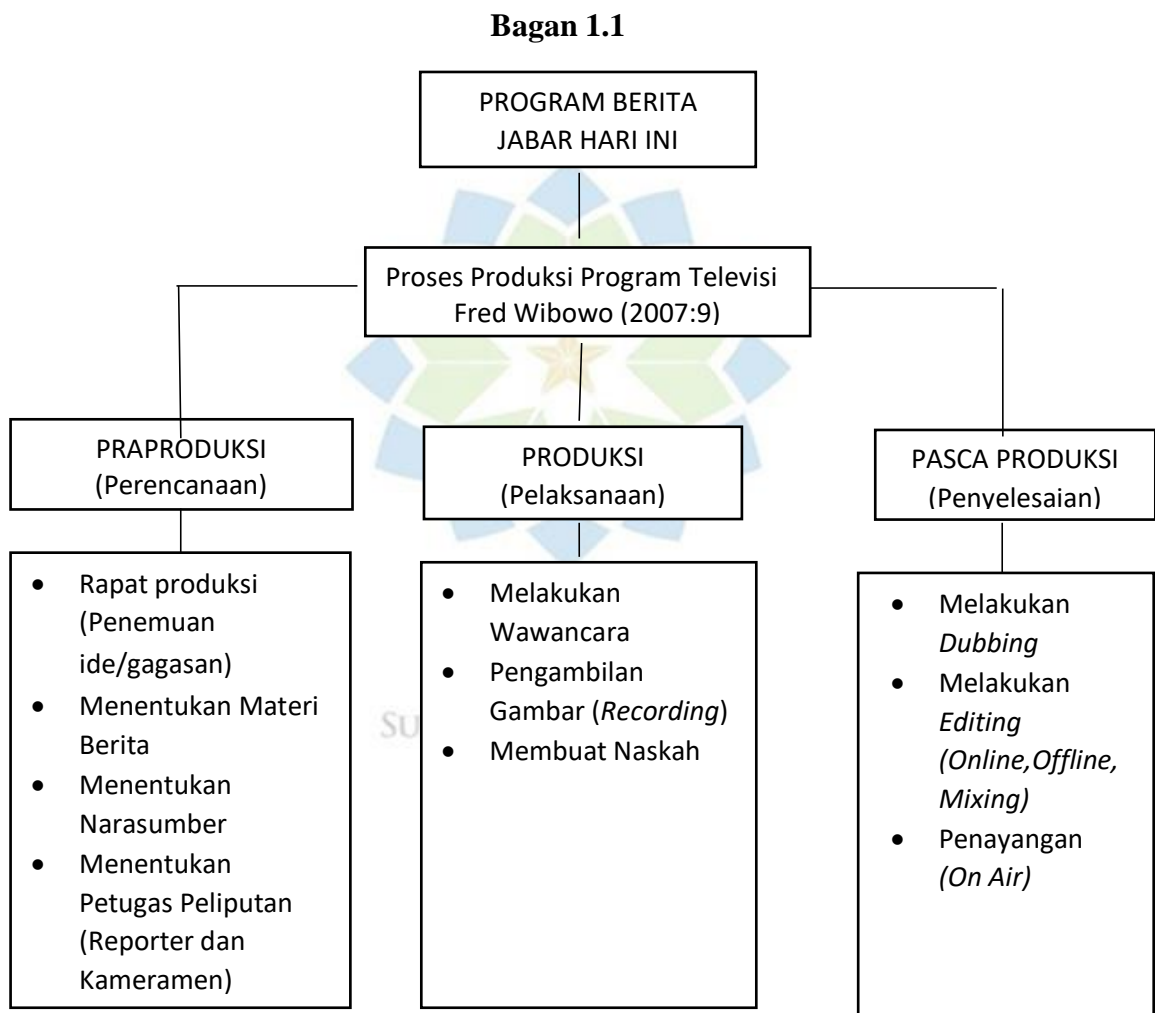 Bagan 1.1
PROGRAM BERITA
JABAR HARI INI
Proses Produksi Program Televisi
Fred Wibowo (2007:9)
PRAPRODUKSI
(Perencanaan)
PRODUKSI
(Pelaksanaan)
PASCA PRODUKSI
(Penyelesaian)
• Rapat produksi
(Penemuan
ide/gagasan)
• Menentukan Materi
Berita
• Menentukan
Narasumber
• Menentukan
Petugas Peliputan
(Reporter dan
Kameramen)
• Melakukan
Wawancara
• Pengambilan
Gambar (Recording)
• Membuat Naskah
• Melakukan
Dubbing
• Melakukan
Editing
(Online,Offline,
Mixing)
• Penayangan
(On Air)